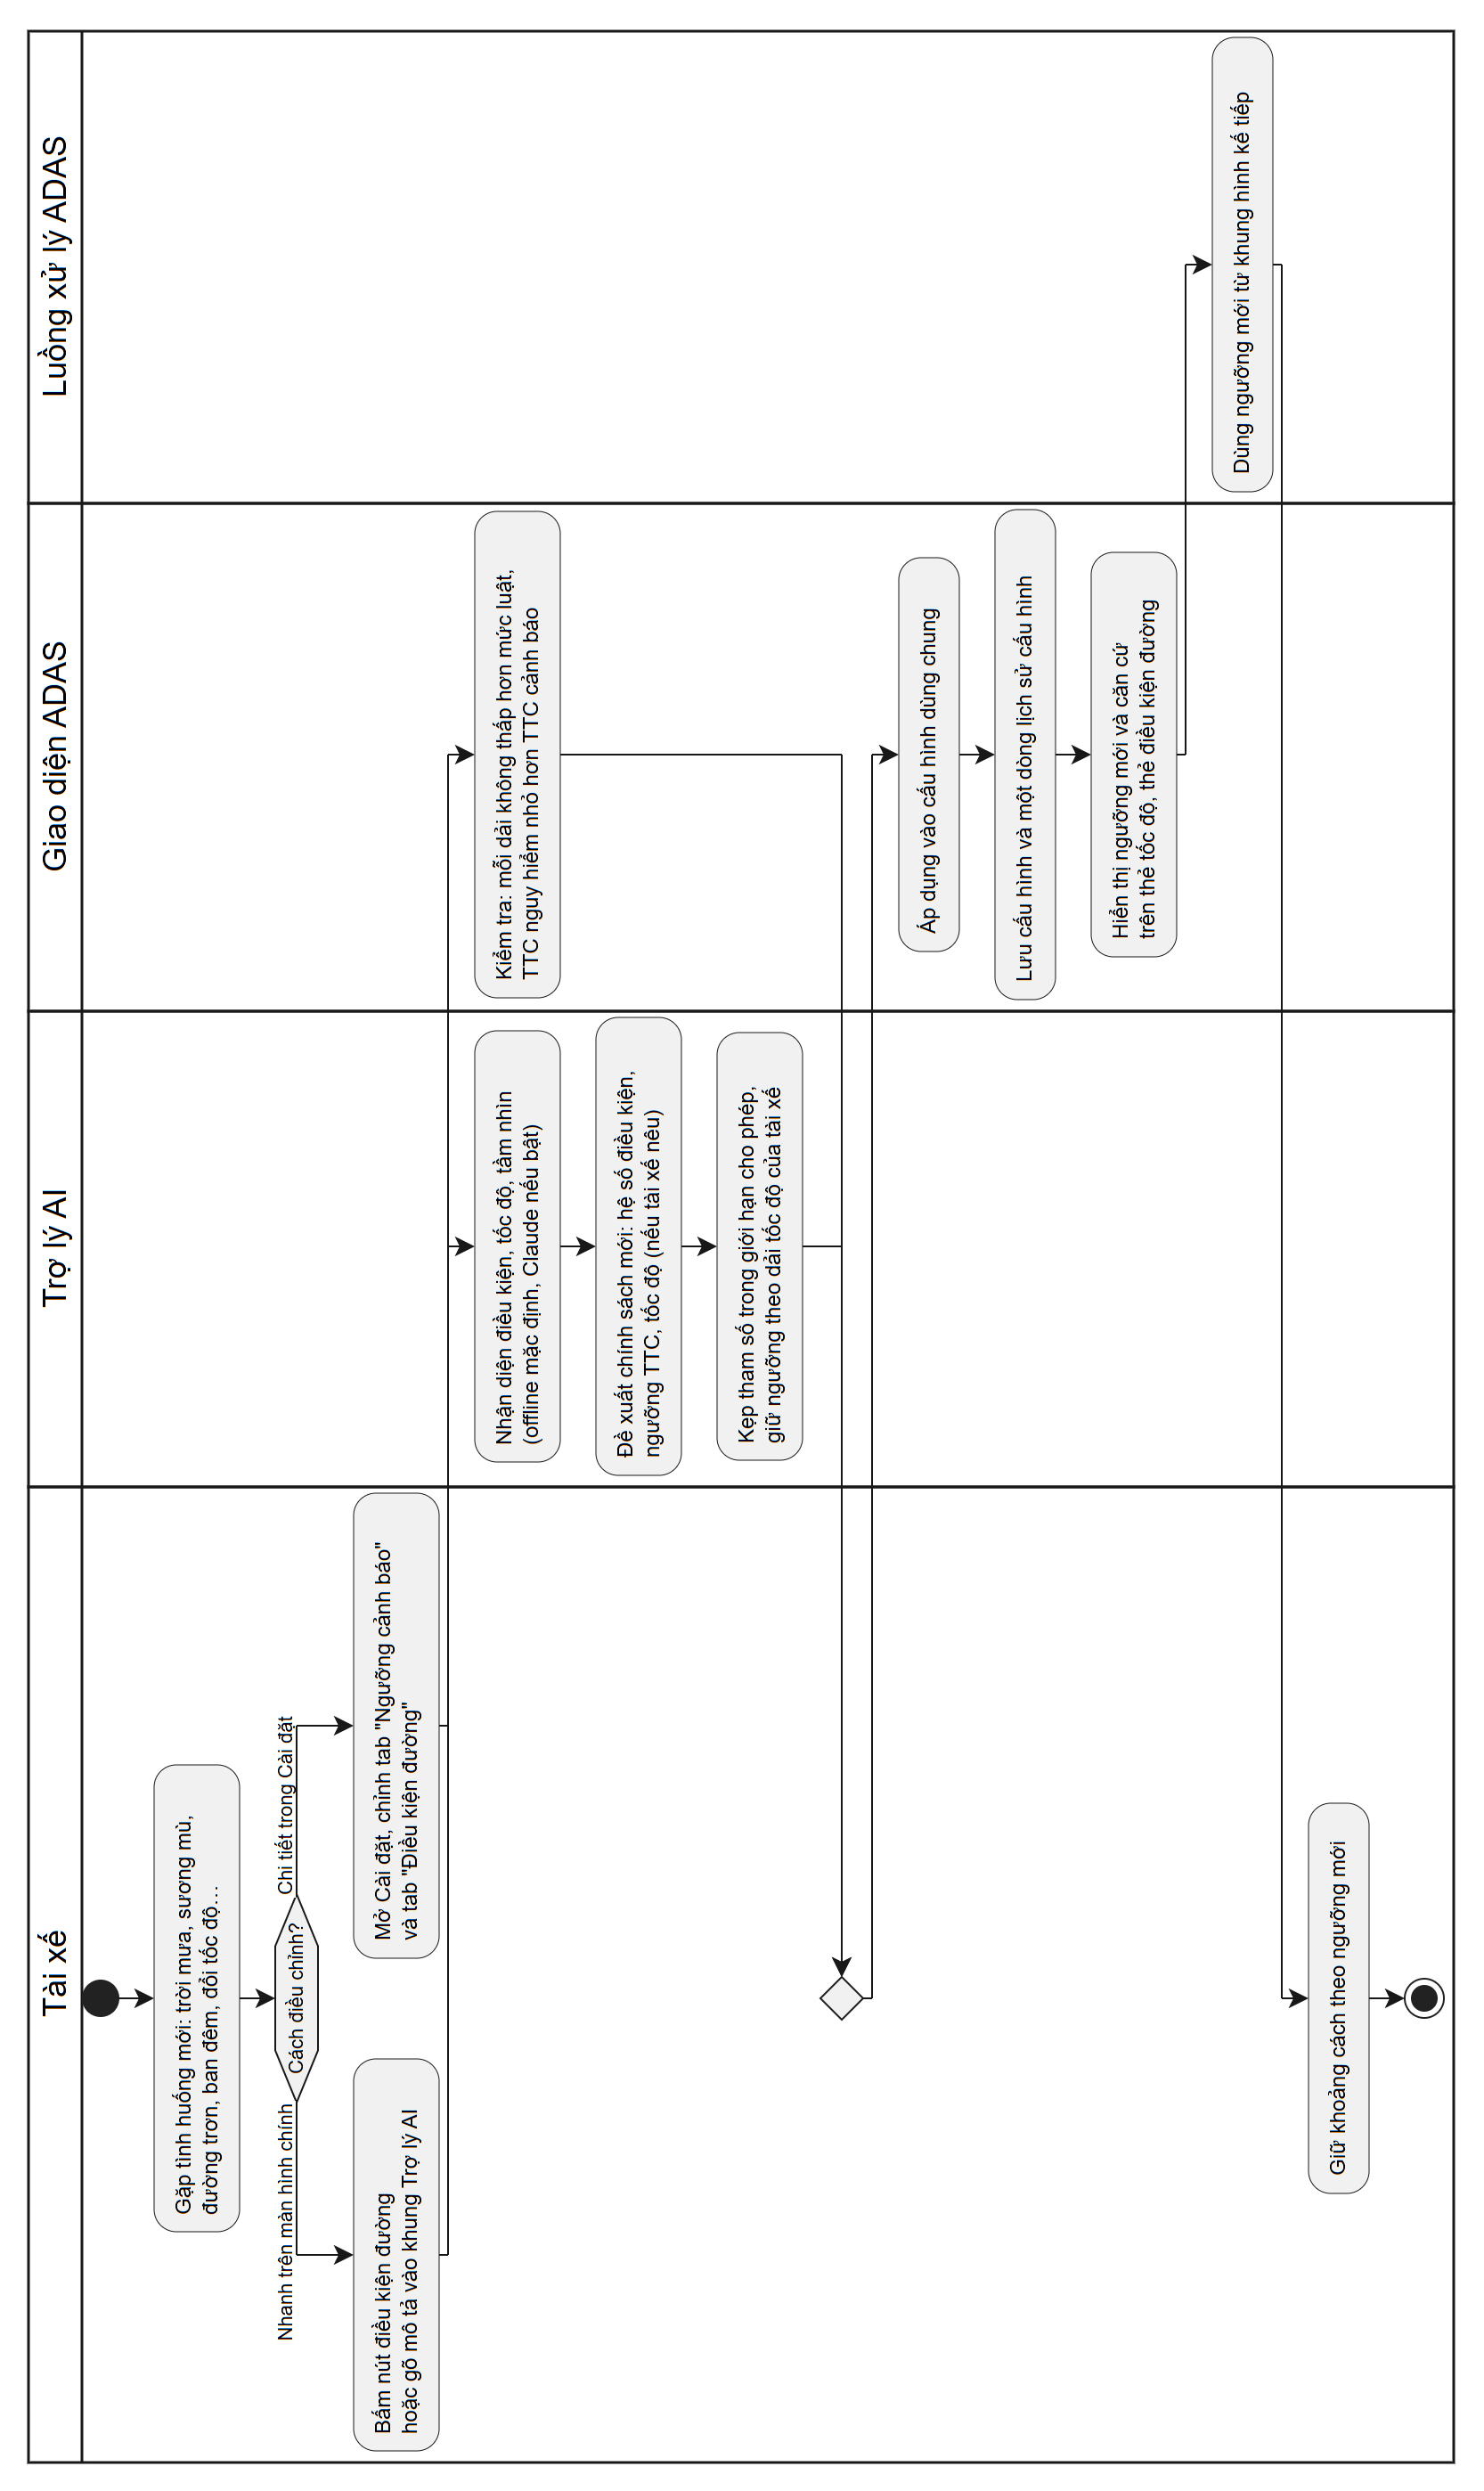 Tài xế
Trợ lý AI
Giao diện ADAS
Luồng xử lý ADAS
Gặp tình huống mới: trời mưa, sương mù,
đường trơn, ban đêm, đổi tốc độ…
Cách điều chỉnh?
Nhanh trên màn hình chính
Chi tiết trong Cài đặt
Bấm nút điều kiện đường
hoặc gõ mô tả vào khung Trợ lý AI
Mở Cài đặt, chỉnh tab "Ngưỡng cảnh báo"
và tab "Điều kiện đường"
Nhận diện điều kiện, tốc độ, tầm nhìn
(offline mặc định, Claude nếu bật)
Kiểm tra: mỗi dải không thấp hơn mức luật,
TTC nguy hiểm nhỏ hơn TTC cảnh báo
Đề xuất chính sách mới: hệ số điều kiện,
ngưỡng TTC, tốc độ (nếu tài xế nêu)
Kẹp tham số trong giới hạn cho phép,
giữ ngưỡng theo dải tốc độ của tài xế
Áp dụng vào cấu hình dùng chung
Lưu cấu hình và một dòng lịch sử cấu hình
Hiển thị ngưỡng mới và căn cứ
trên thẻ tốc độ, thẻ điều kiện đường
Dùng ngưỡng mới từ khung hình kế tiếp
Giữ khoảng cách theo ngưỡng mới